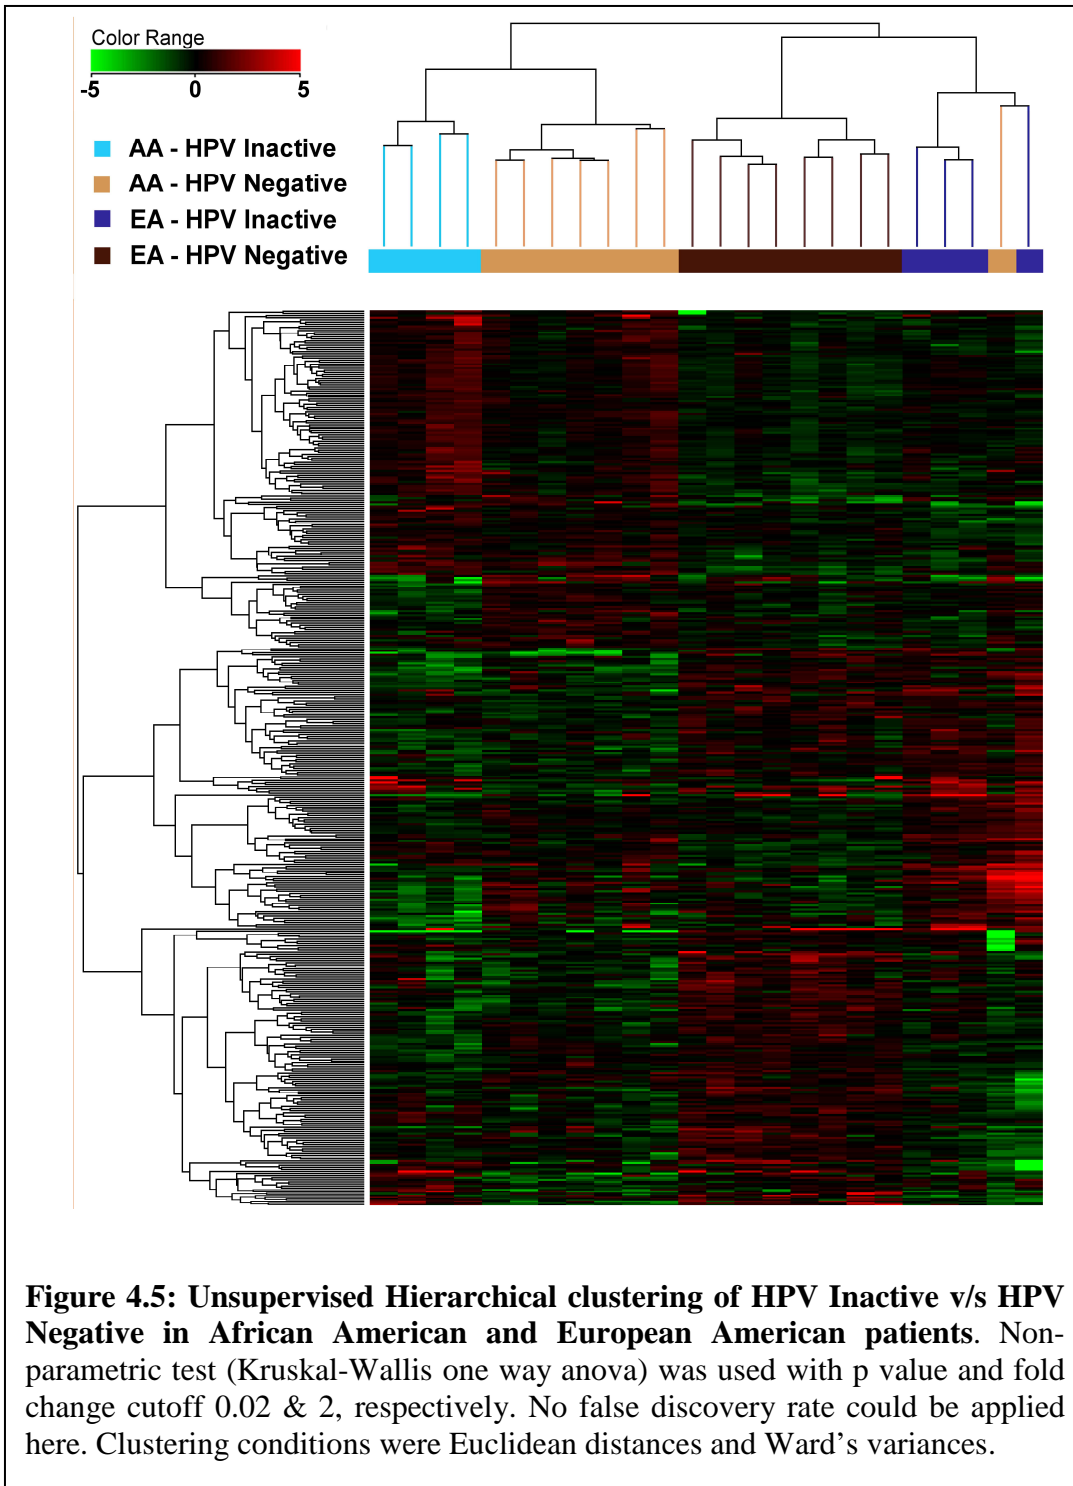 Color Range
-5 0 5
AA - HPV Inactive
AA - HPV Negative
EA - HPV Inactive
EA - HPV Negative
Figure 4.5: Unsupervised Hierarchical clustering of HPV Inactive v/s HPV
Negative in African American and European American patients. Non-
parametric test (Kruskal-Wallis one way anova) was used with p value and fold
change cutoff 0.02 & 2, respectively. No false discovery rate could be applied
here. Clustering conditions were Euclidean distances and Ward’s variances.